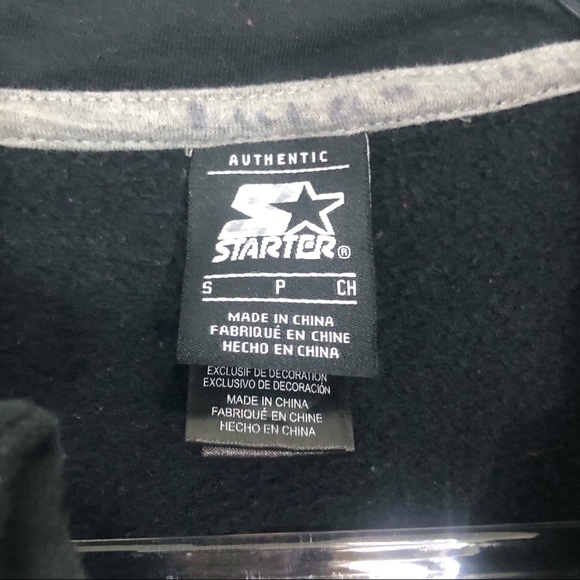 AUTHENTIC
STARTER®
S P CH
MADE IN CHINA
FABRIQUÉ EN CHINE
HECHO EN CHINA
EXCLUSIF DE DÉCORATION
EXCLUSIVO DE DECORACIÓN
MADE IN CHINA
FABRIQUÉ EN CHINE
HECHO EN CHINA